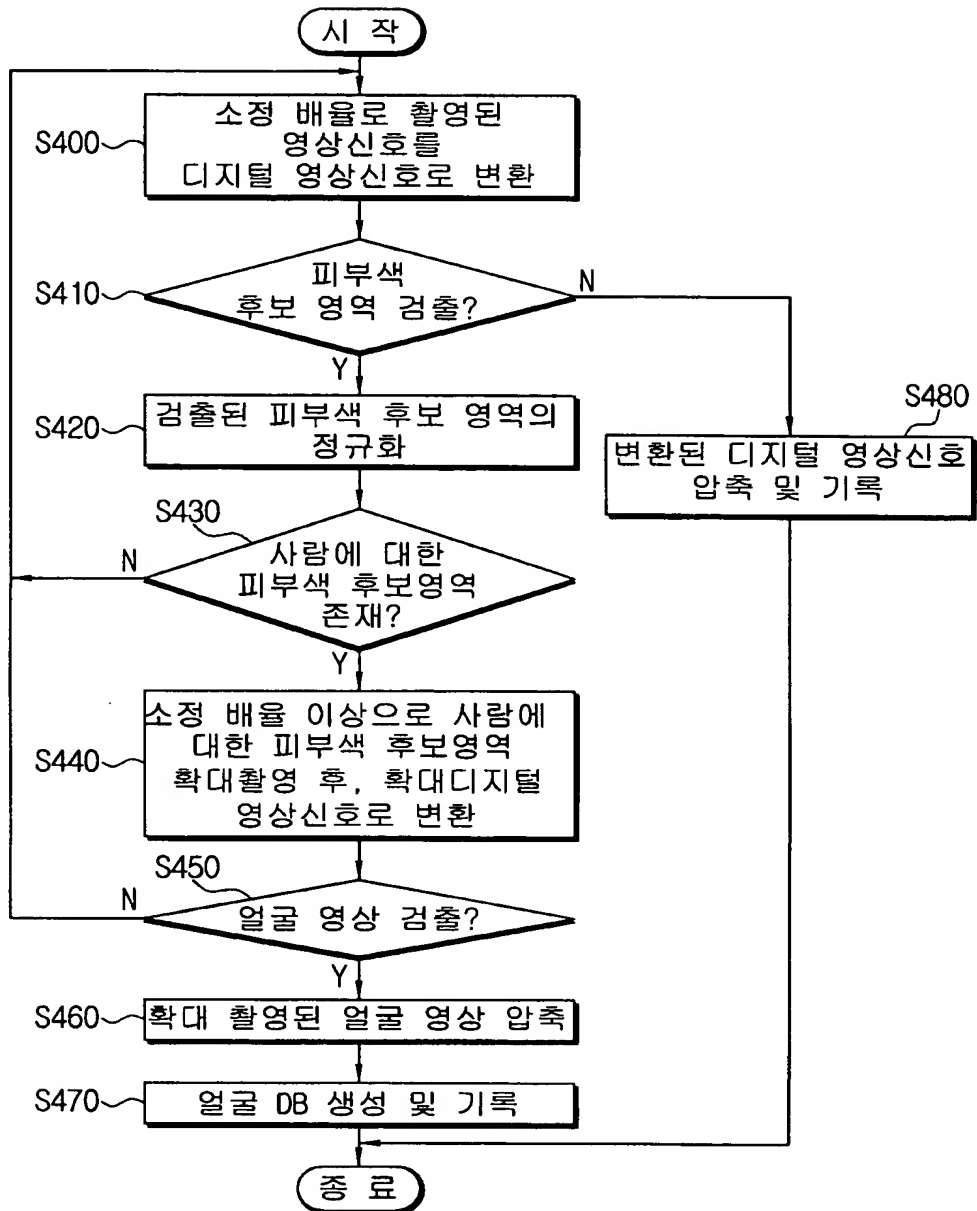 시 작
S400
소정 배율로 촬영된
영상신호를
디지털 영상신호로 변환
S410
피부색
후보 영역 검출?
N
Y
S420
검출된 피부색 후보 영역의
정규화
S480
변환된 디지털 영상신호
압축 및 기록
S430
사람에 대한
피부색 후보영역
존재?
N
Y
S440
소정 배율 이상으로 사람에
대한 피부색 후보영역
확대촬영 후, 확대디지털
영상신호로 변환
S450
얼굴 영상 검출?
N
Y
S460
확대 촬영된 얼굴 영상 압축
S470
얼굴 DB 생성 및 기록
종 료